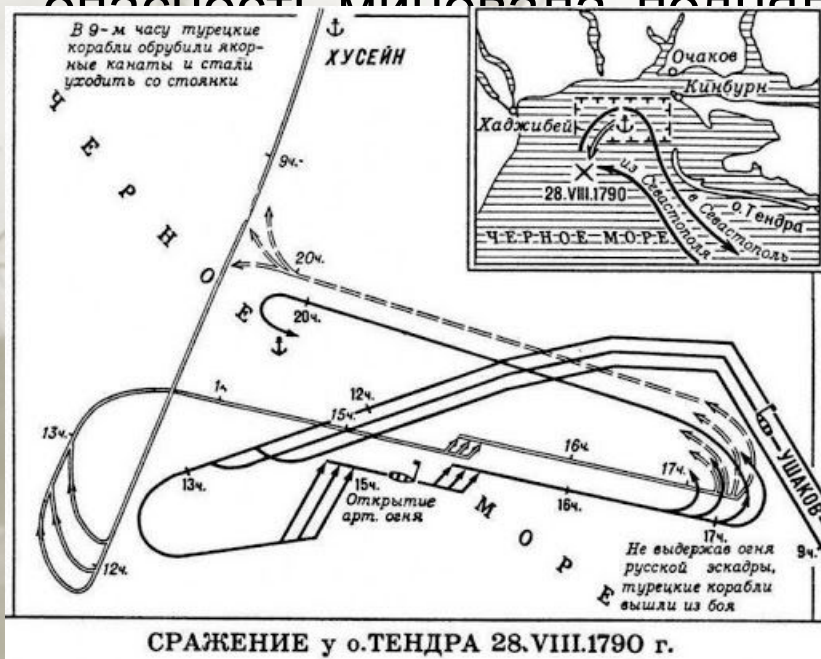 В 9-м часу турецкие
корабли обрубили якор-
ные канаты и стали
уходить со стоянки
ХУСЕЙН
ЧЕРНОЕ
МОРЕ
9ч.
20ч.
20ч.
1ч.
12ч.
15ч.
13ч.
12ч.
13ч.
15ч.
Открытие
арт. огня
16ч.
16ч.
17ч.
17ч.
УШАКОВ
9ч.
Не выдержав огня
русской эскадры,
турецкие корабли
вышли из боя
Очаков
Кинбурн
Хаджибей
28.VIII.1790
из Севастополя
в Севастополь
о.Тендра
ЧЕРНОЕ МОРЕ
СРАЖЕНИЕ у о.ТЕНДРА 28.VIII.1790 г.